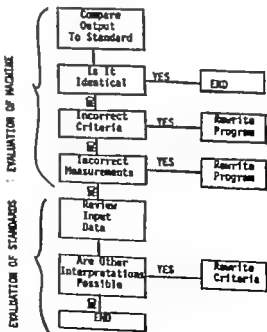 Compare
Output
To Standard
Is It
Identical
YES
END
NO
Incorrect
Criteria
YES
Rewrite
Program
NO
Incorrect
Measurements
YES
Rewrite
Program
NO
Review
Input
Data
Are Other
Interpretations
Possible
YES
Rewrite
Criteria
NO
END
EVALUATION OF MACHINE
EVALUATION OF STANDARDS